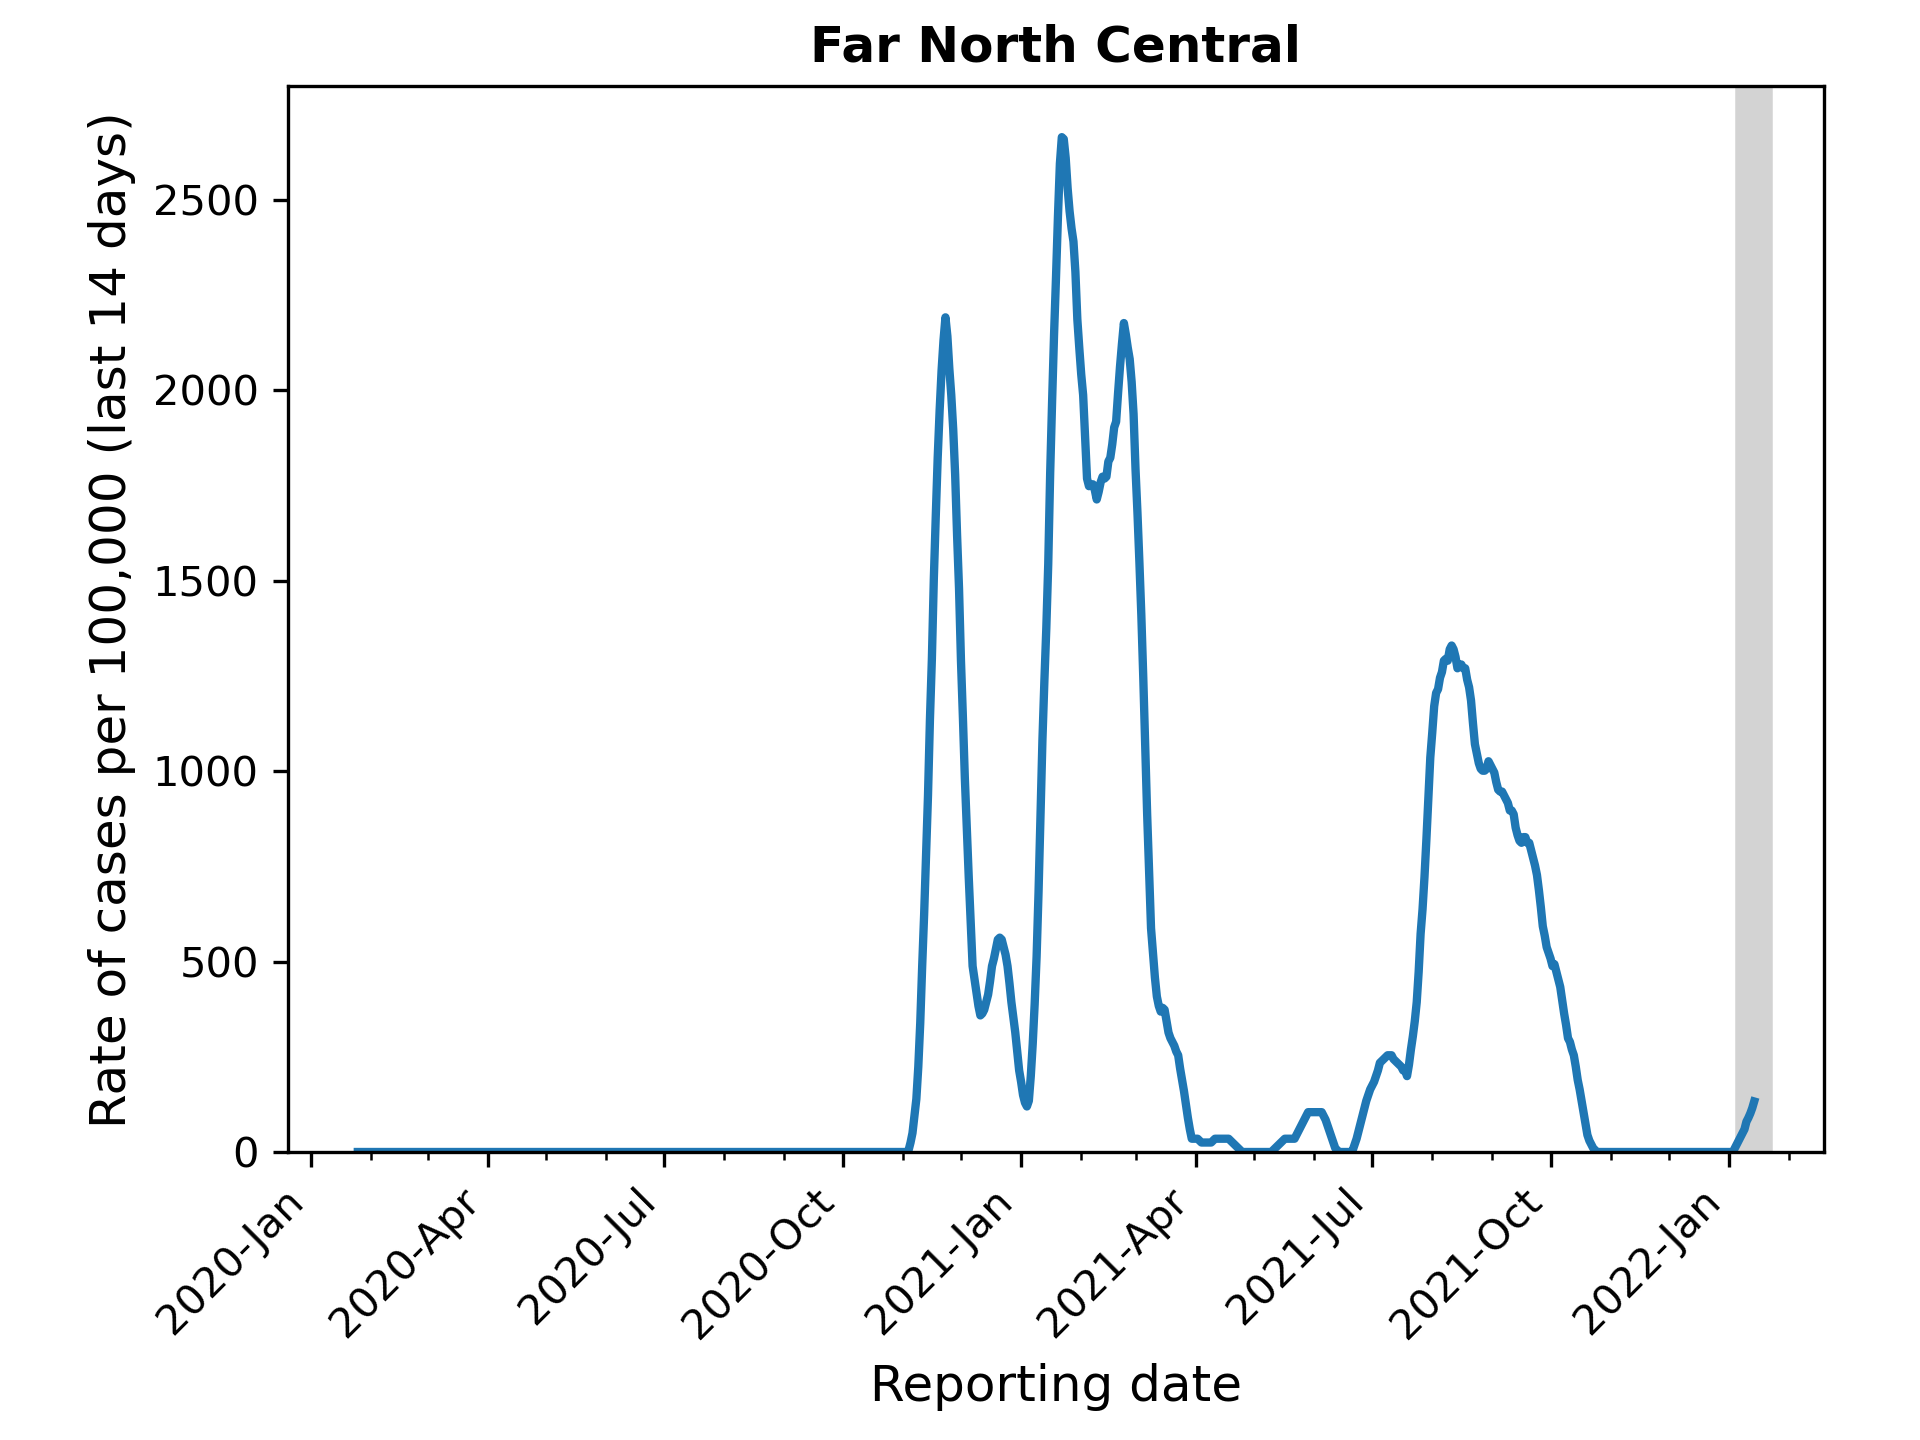 Far North Central
Rate of cases per 100,000 (last 14 days)
2500
2000
1500
1000
500
0
2020-Jan
2020-Apr
2020-Jul
2020-Oct
2021-Jan
2021-Apr
2021-Jul
2021-Oct
2022-Jan
Reporting date